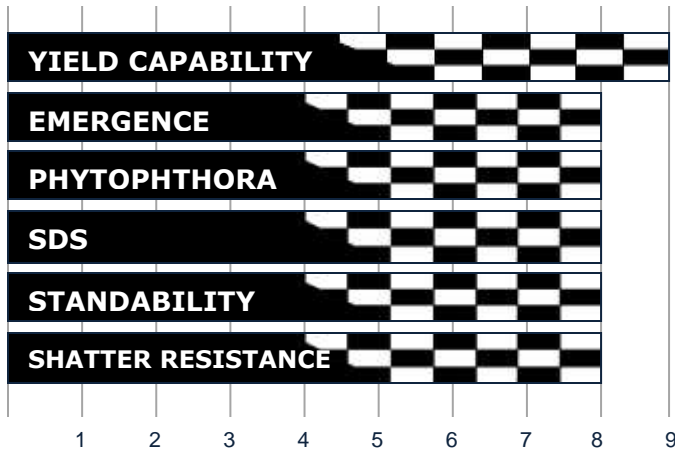 YIELD CAPABILITY
EMERGENCE
PHYTOPHTHORA
SDS
STANDABILITY
SHATTER RESISTANCE
1 2 3 4 5 6 7 8 9